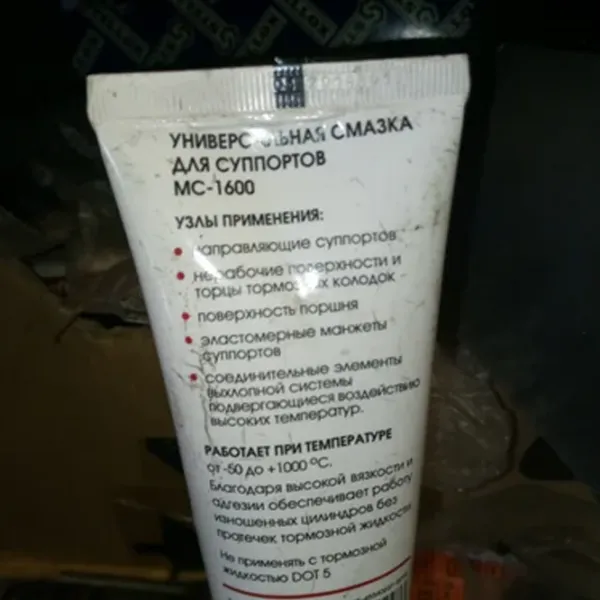 УНИВЕРСАЛЬНАЯ СМАЗКА
ДЛЯ СУППОРТОВ
МС-1600
УЗЛЫ ПРИМЕНЕНИЯ:
• направляющие суппортов
• нерабочие поверхности и
торцы тормозных колодок
• поверхность поршня
• эластомерные манжеты
суппортов
• соединительные элементы
выхлопной системы
подвергающиеся воздействию
высоких температур.
РАБОТАЕТ ПРИ ТЕМПЕРАТУРЕ
от -50 до +1000 °С.
Благодаря высокой вязкости и
адгезии обеспечивает работу
изношенных цилиндров без
протечек тормозной жидкости
Не применять с тормозной
жидкостью DOT 5